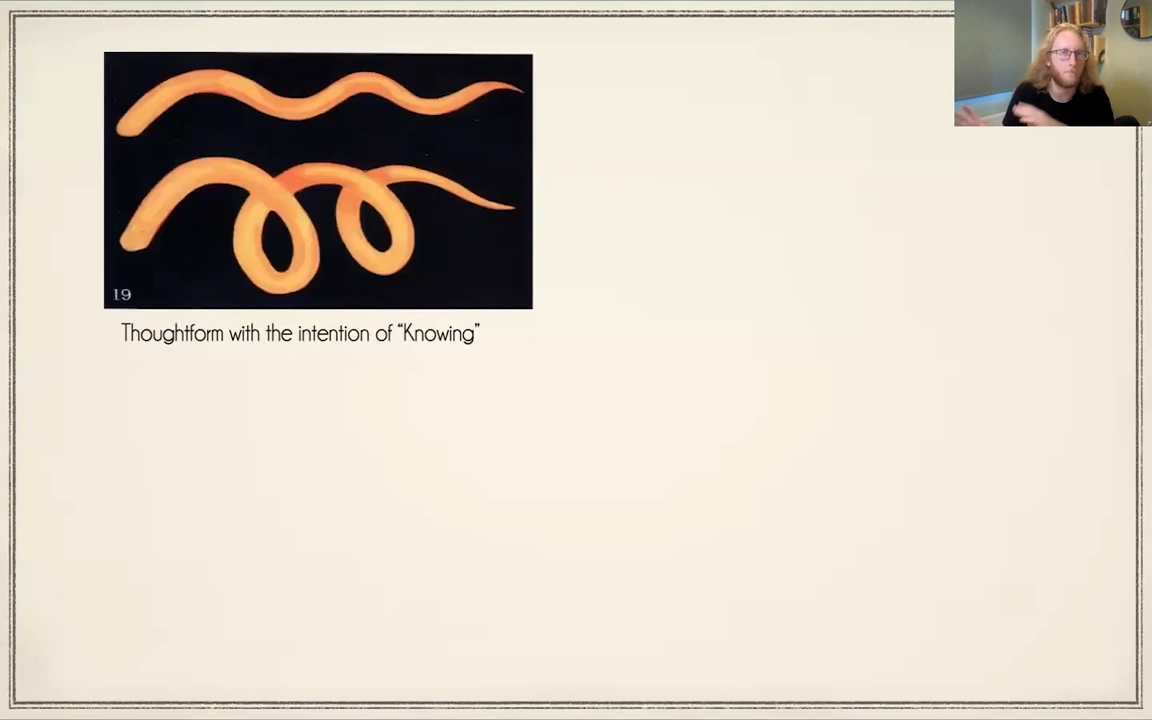 19
Thoughtform with the intention of “Knowing”